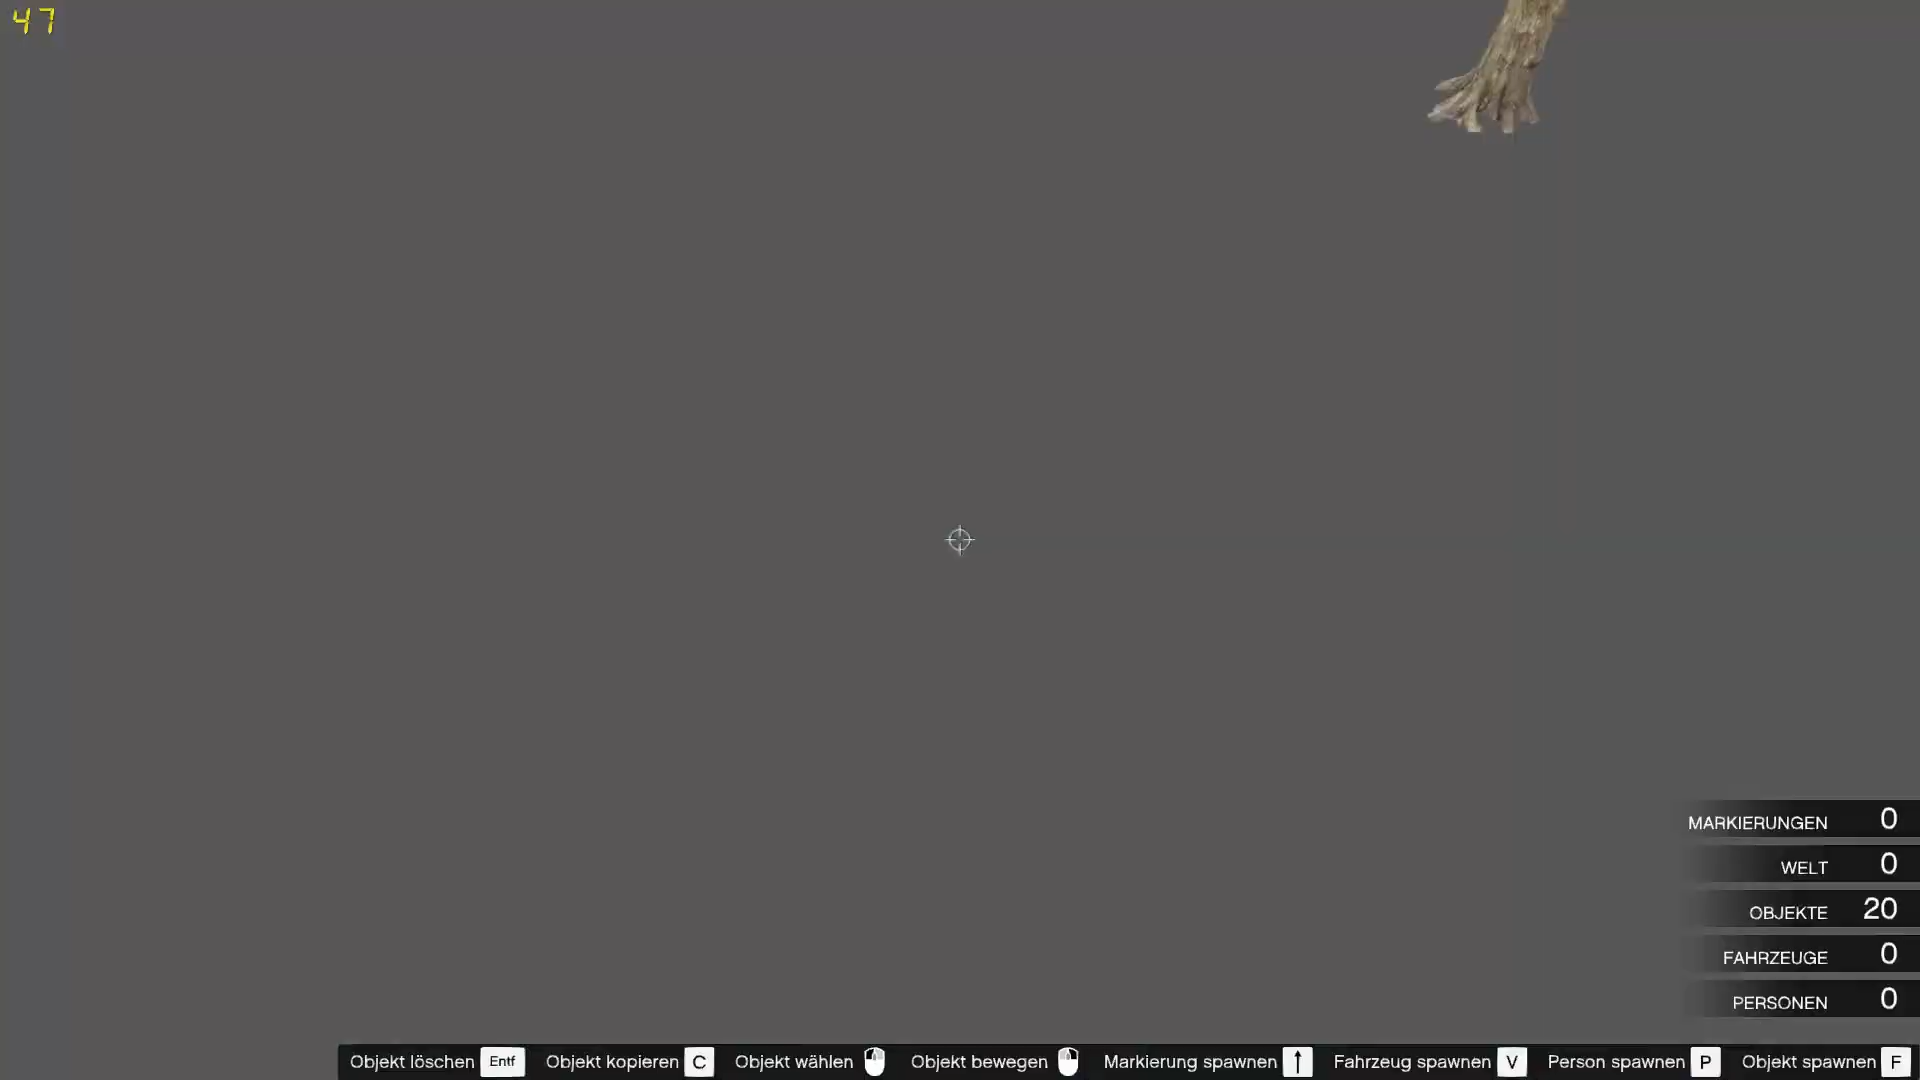 47
MARKIERUNGEN 0
WELT 0
OBJEKTE 20
FAHRZEUGE 0
PERSONEN 0
Objekt löschen Entf Objekt kopieren C Objekt wählen Objekt bewegen Markierung spawnen ↑ Fahrzeug spawnen V Person spawnen P Objekt spawnen F